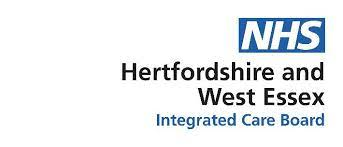 NHS
Hertfordshire and
West Essex
Integrated Care Board